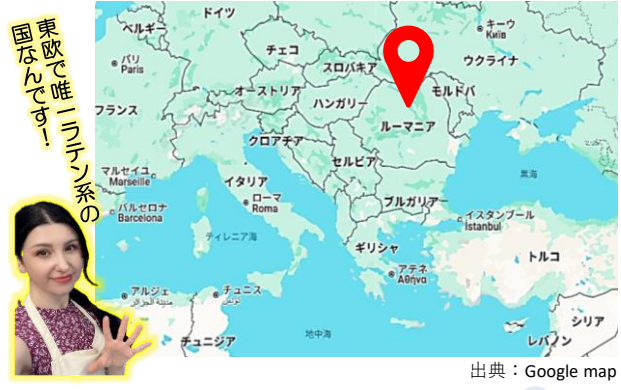 東欧で唯一ラテン系の
国なんです！
ドイツ
ベルギー
キーウ
Київ
パリ
Paris
チェコ
スロバキア
ウクライナ
オーストリア
モルドバ
ハンガリー
フランス
ルーマニア
クロアチア
セルビア
マルセイユ
Marseille
イタリア
黒海
ローマ
Roma
バルセロナ
Barcelona
ブルガリア
イスタンブール
İstanbul
ティレニア海
ギリシャ
トルコ
アテネ
Αθήνα
アルジェ
مدينة الجزائر
チュニス
تونس
シリア
地中海
チュニジア
レバノン
出典：Google map